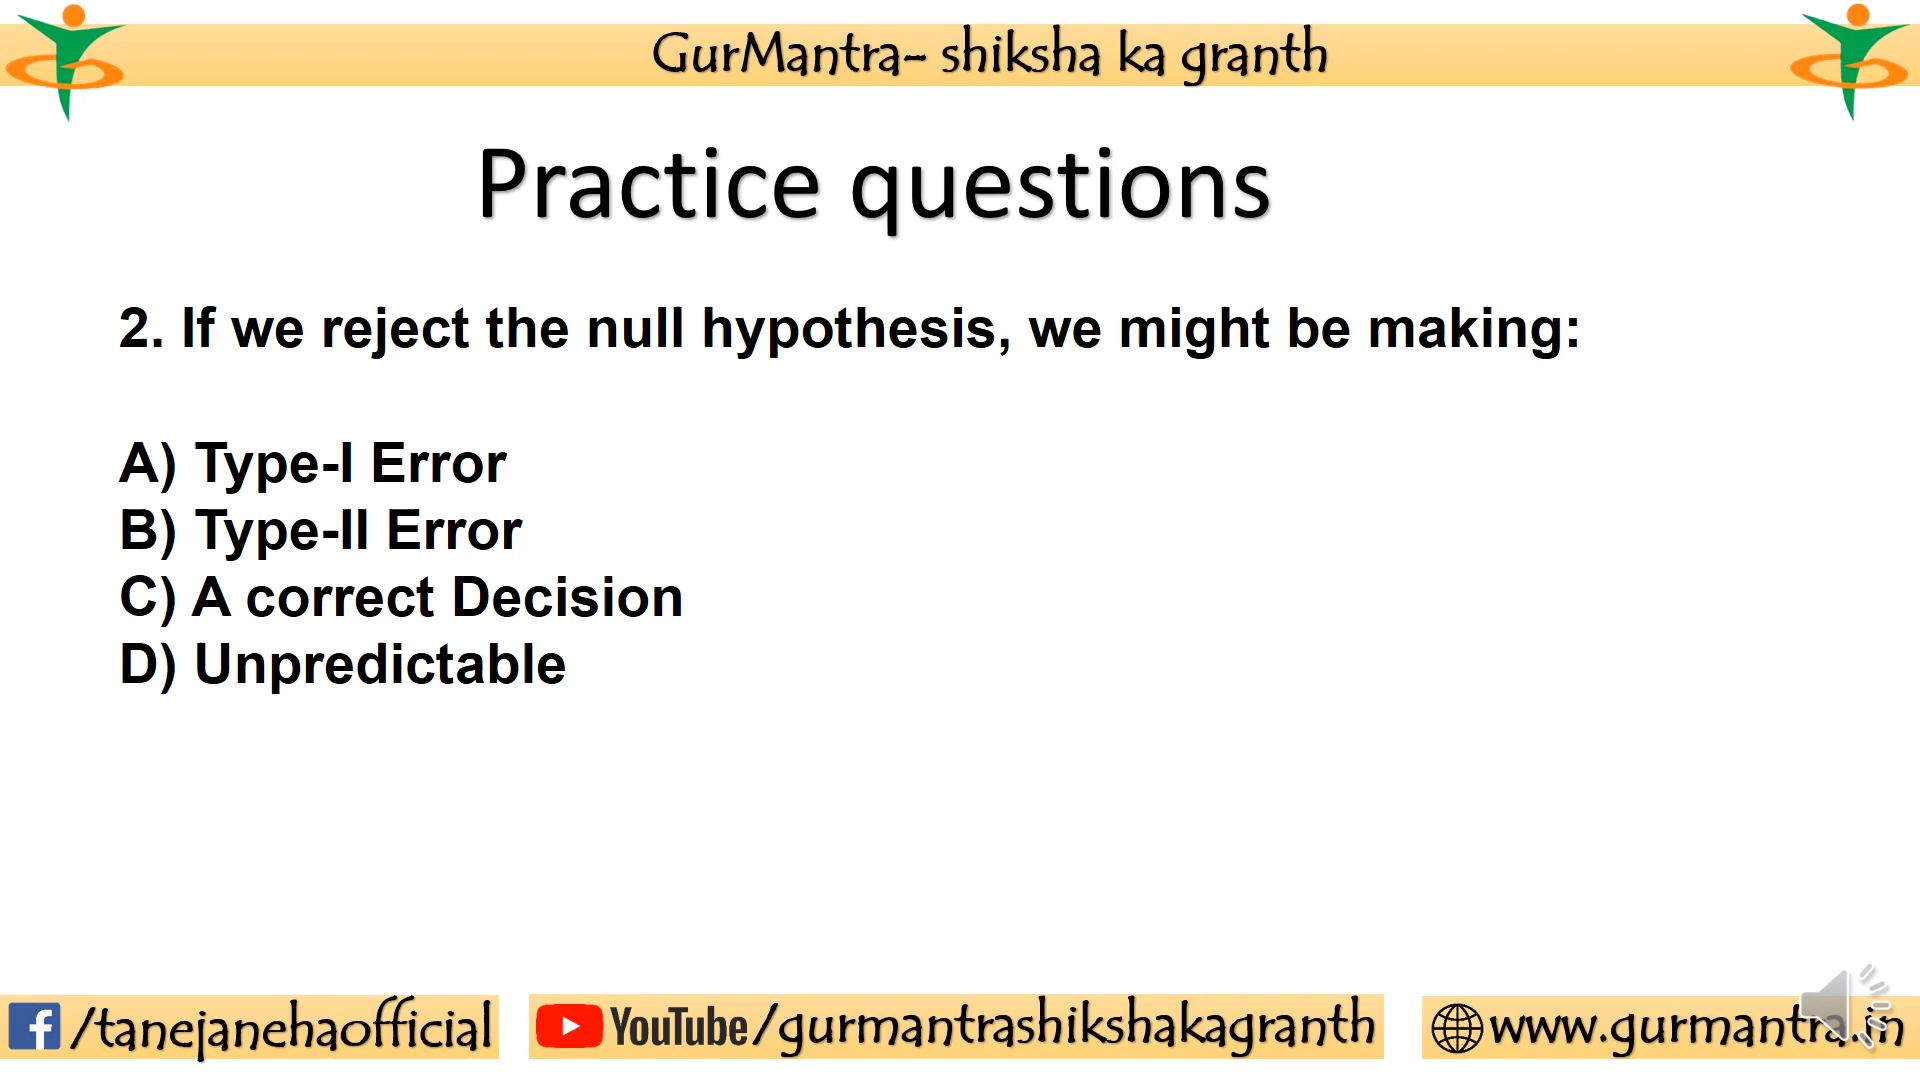 GurMantra- shiksha ka granth
Practice questions
2. If we reject the null hypothesis, we might be making:
A) Type-I Error
B) Type-II Error
C) A correct Decision
D) Unpredictable
/tanejanehaofficial
YouTube/gurmantrashikshakagranth
www.gurmantra.in